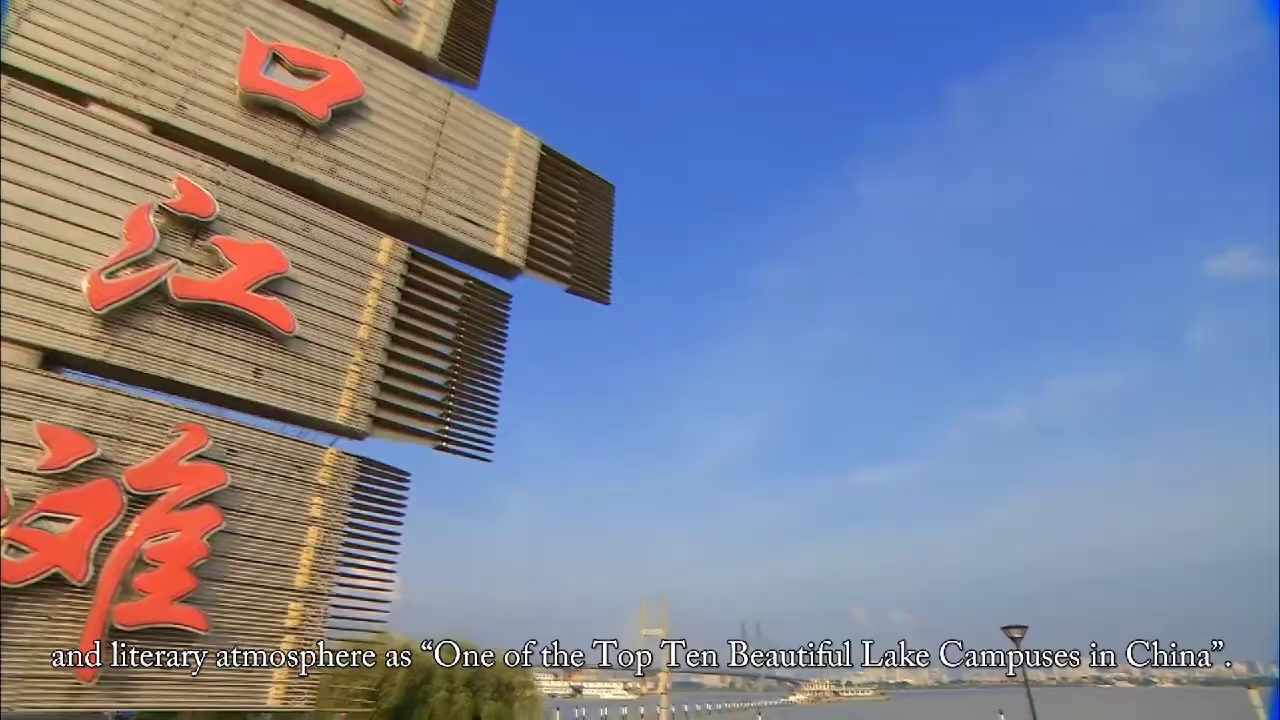 口
江
滩
and literary atmosphere as “One of the Top Ten Beautiful Lake Campuses in China”.